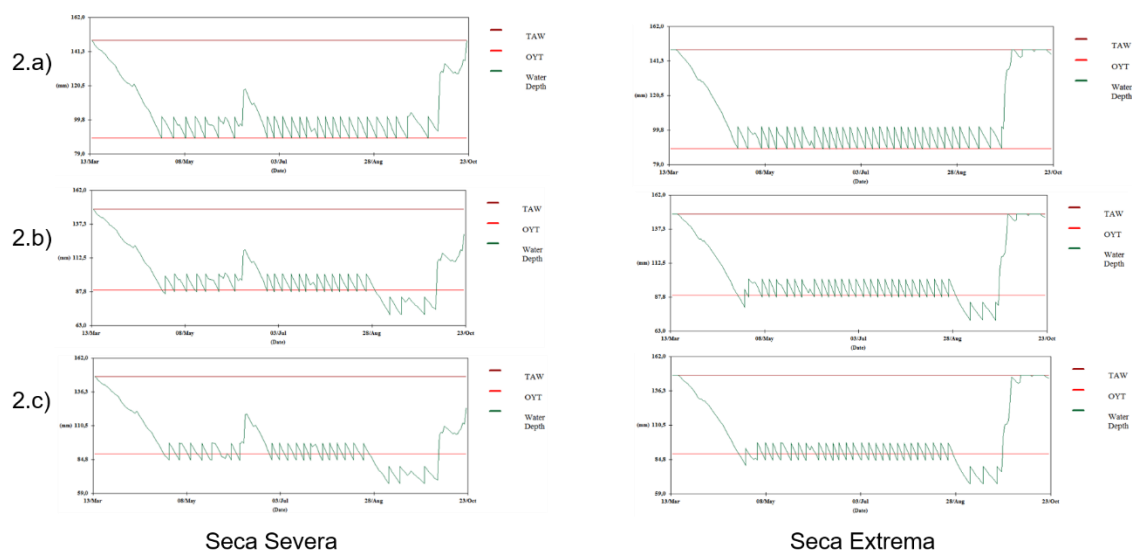 2.a)
162,0
141,3
(mm) 120,5
99,8
79,0
13/Mar 08/May 03/Jul 28/Aug 23/Oct
(Date)
TAW
OYT
Water
Depth
162,0
141,3
(mm) 120,5
99,8
79,0
13/Mar 08/May 03/Jul 28/Aug 23/Oct
(Date)
TAW
OYT
Water
Depth
2.b)
162,0
137,3
(mm) 112,5
87,8
63,0
13/Mar 08/May 03/Jul 28/Aug 23/Oct
(Date)
TAW
OYT
Water
Depth
162,0
137,3
(mm) 112,5
87,8
63,0
13/Mar 08/May 03/Jul 28/Aug 23/Oct
(Date)
TAW
OYT
Water
Depth
2.c)
162,0
136,3
(mm) 110,5
84,8
59,0
13/Mar 08/May 03/Jul 28/Aug 23/Oct
(Date)
TAW
OYT
Water
Depth
162,0
136,3
(mm) 110,5
84,8
59,0
13/Mar 08/May 03/Jul 28/Aug 23/Oct
(Date)
TAW
OYT
Water
Depth
Seca Severa
Seca Extrema